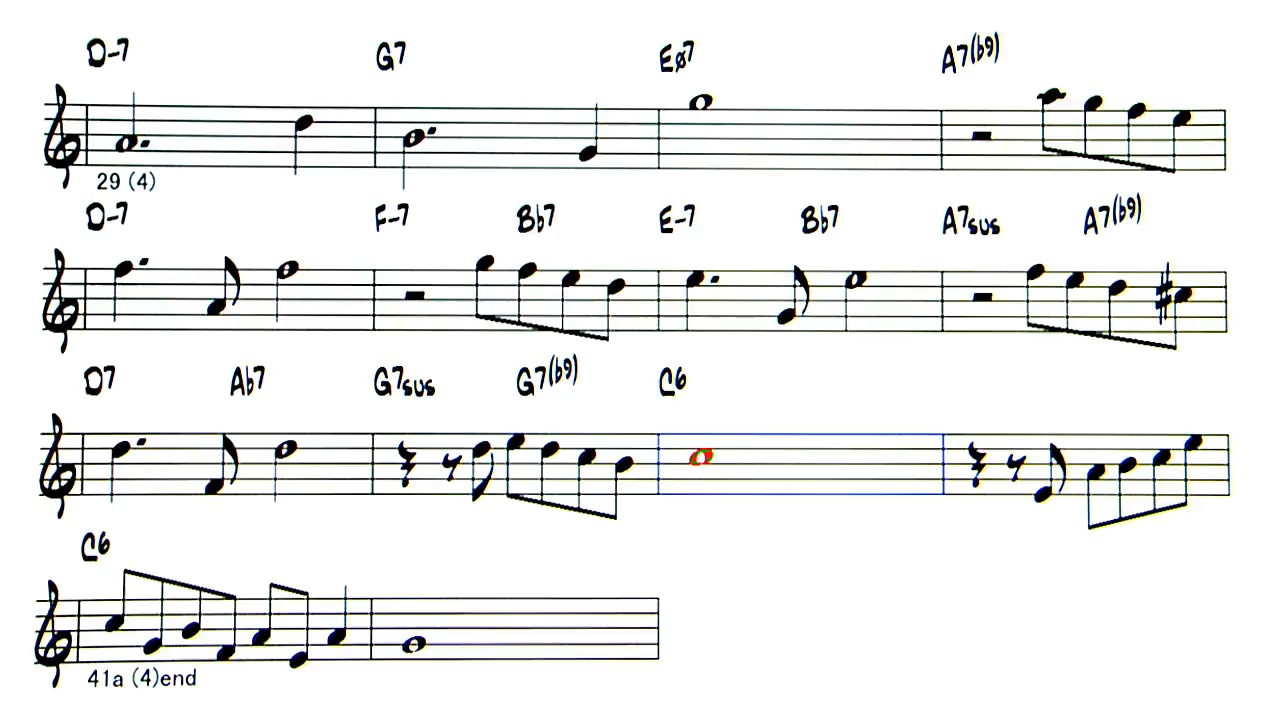 D-7 G7 Eø7 A7(b9)
29 (4)
D-7 F-7 Bb7 E-7 Bb7 A7sus A7(b9)
D7 Ab7 G7sus G7(b9) C6
C6
41a (4)end